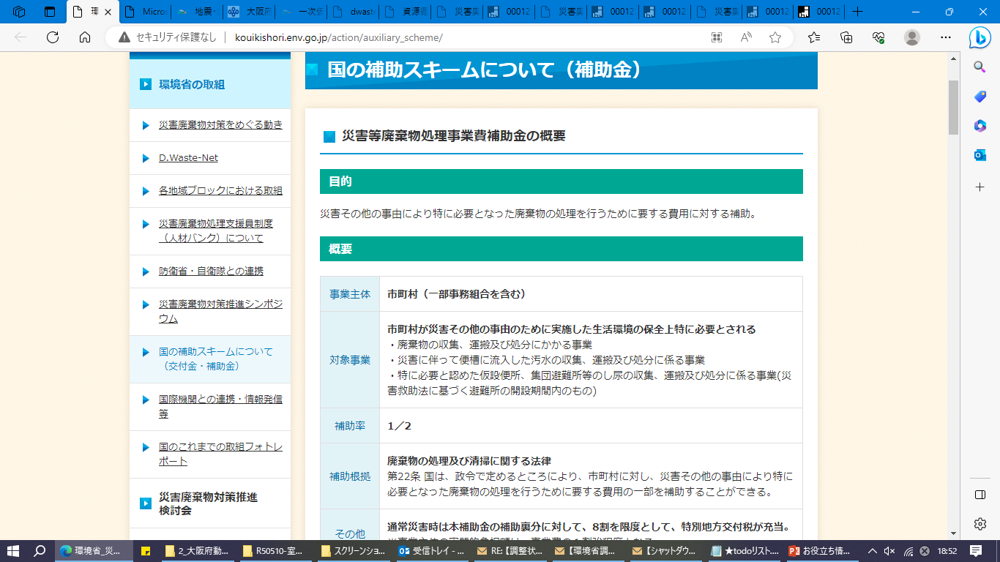 環
Micro
地震・
大阪府
一次仮
dwast
資源循
災害廃
00012
災害廃
00012
00012
災害廃
00012
00012
セキュリティ保護なし
kouikishori.env.go.jp/action/auxiliary_scheme/
環境省の取組
災害廃棄物対策をめぐる動き
D.Waste-Net
各地域ブロックにおける取組
災害廃棄物処理支援員制度
（人材バンク）について
防衛省・自衛隊との連携
災害廃棄物対策推進シンポジ
ウム
国の補助スキームについて
（交付金・補助金）
国際機関との連携・情報発信
等
国のこれまでの取組フォトレ
ポート
災害廃棄物対策推進
検討会
国の補助スキームについて（補助金）
災害等廃棄物処理事業費補助金の概要
目的
災害その他の事由により特に必要となった廃棄物の処理を行うために要する費用に対する補助。
概要
事業主体
市町村（一部事務組合を含む）
対象事業
市町村が災害その他の事由のために実施した生活環境の保全上特に必要とされる
・廃棄物の収集、運搬及び処分にかかる事業
・災害に伴って便槽に流入した汚水の収集、運搬及び処分に係る事業
・特に必要と認めた仮設便所、集団避難所等のし尿の収集、運搬及び処分に係る事業(災
害救助法に基づく避難所の開設期間内のもの)
補助率
1／2
補助根拠
廃棄物の処理及び清掃に関する法律
第22条 国は、政令で定めるところにより、市町村に対し、災害その他の事由により特に
必要となった廃棄物の処理を行うために要する費用の一部を補助することができる。
その他
通常災害時は本補助金の補助裏分に対して、8割を限度として、特別地方交付税が充当。
環境省_災...
2_大阪府動...
R50510-室...
スクリーンショ...
受信トレイ - ...
RE:【調整状...
【環境省調...
【シャットダウ...
★todoリスト...
お役立ち情...
18:52